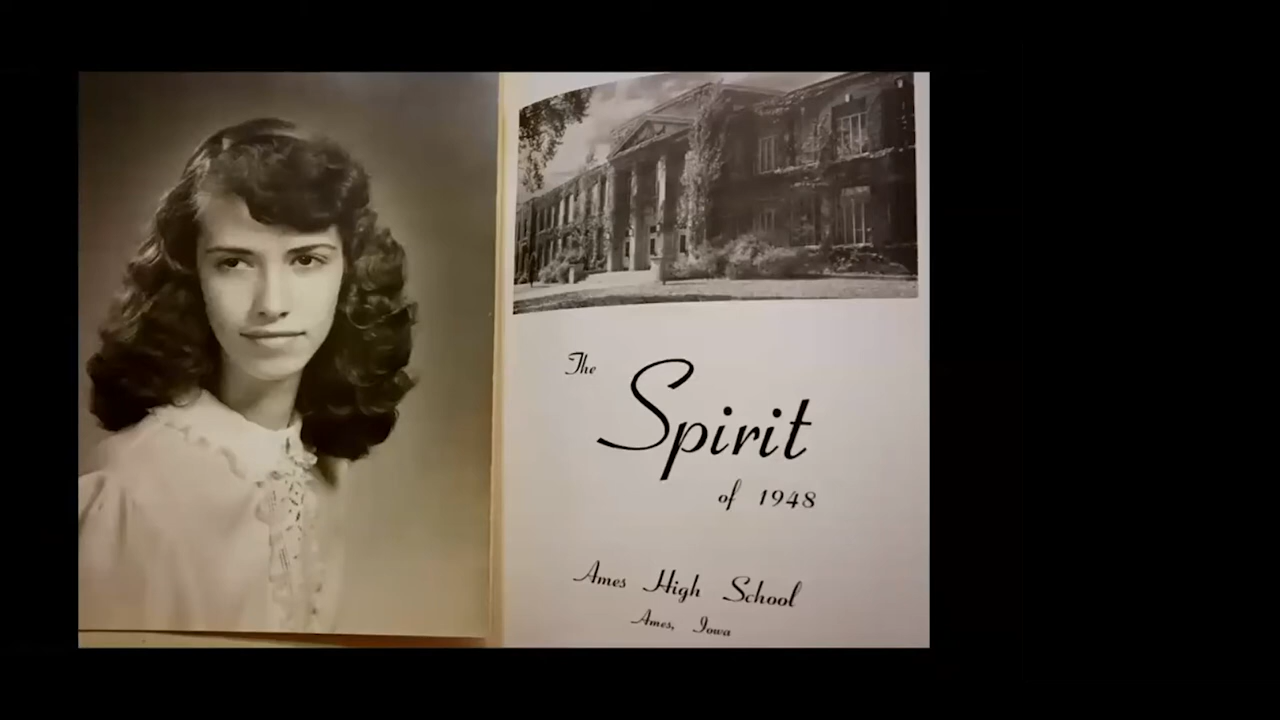 The
Spirit
of 1948
Ames High School
Ames, Iowa